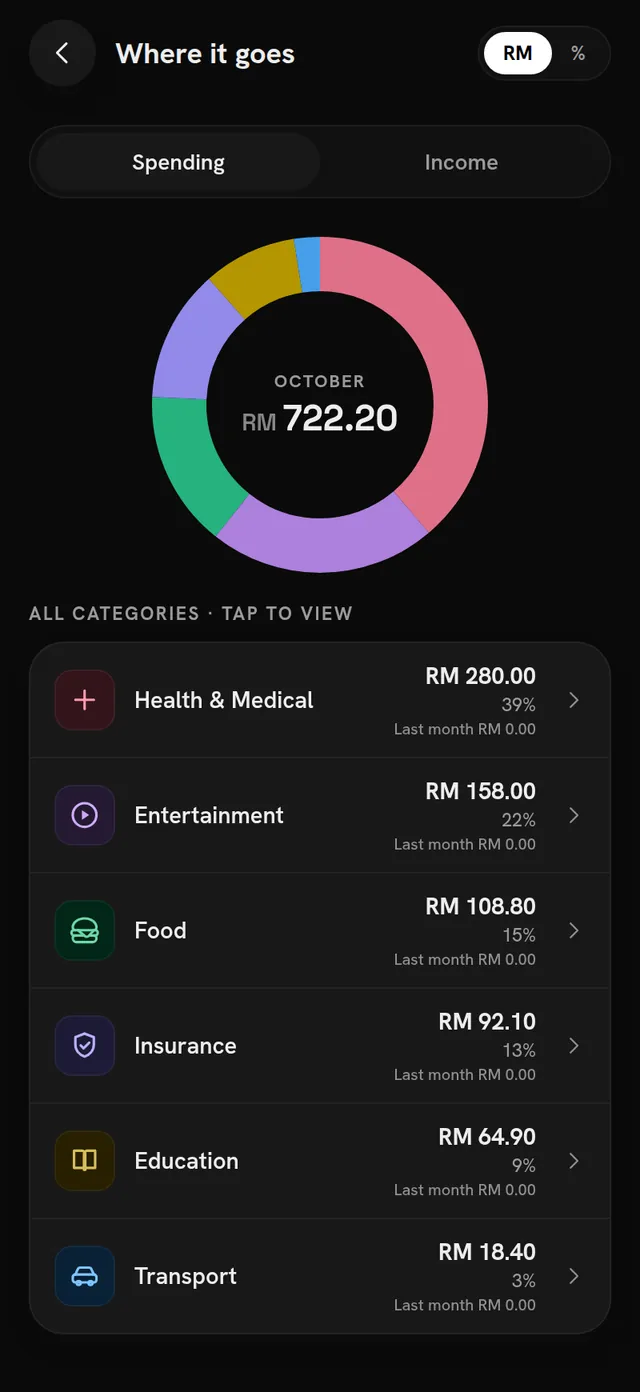 Where it goes
RM %
Spending Income
OCTOBER
RM 722.20
ALL CATEGORIES · TAP TO VIEW
Health & Medical
RM 280.00
39%
Last month RM 0.00
Entertainment
RM 158.00
22%
Last month RM 0.00
Food
RM 108.80
15%
Last month RM 0.00
Insurance
RM 92.10
13%
Last month RM 0.00
Education
RM 64.90
9%
Last month RM 0.00
Transport
RM 18.40
3%
Last month RM 0.00